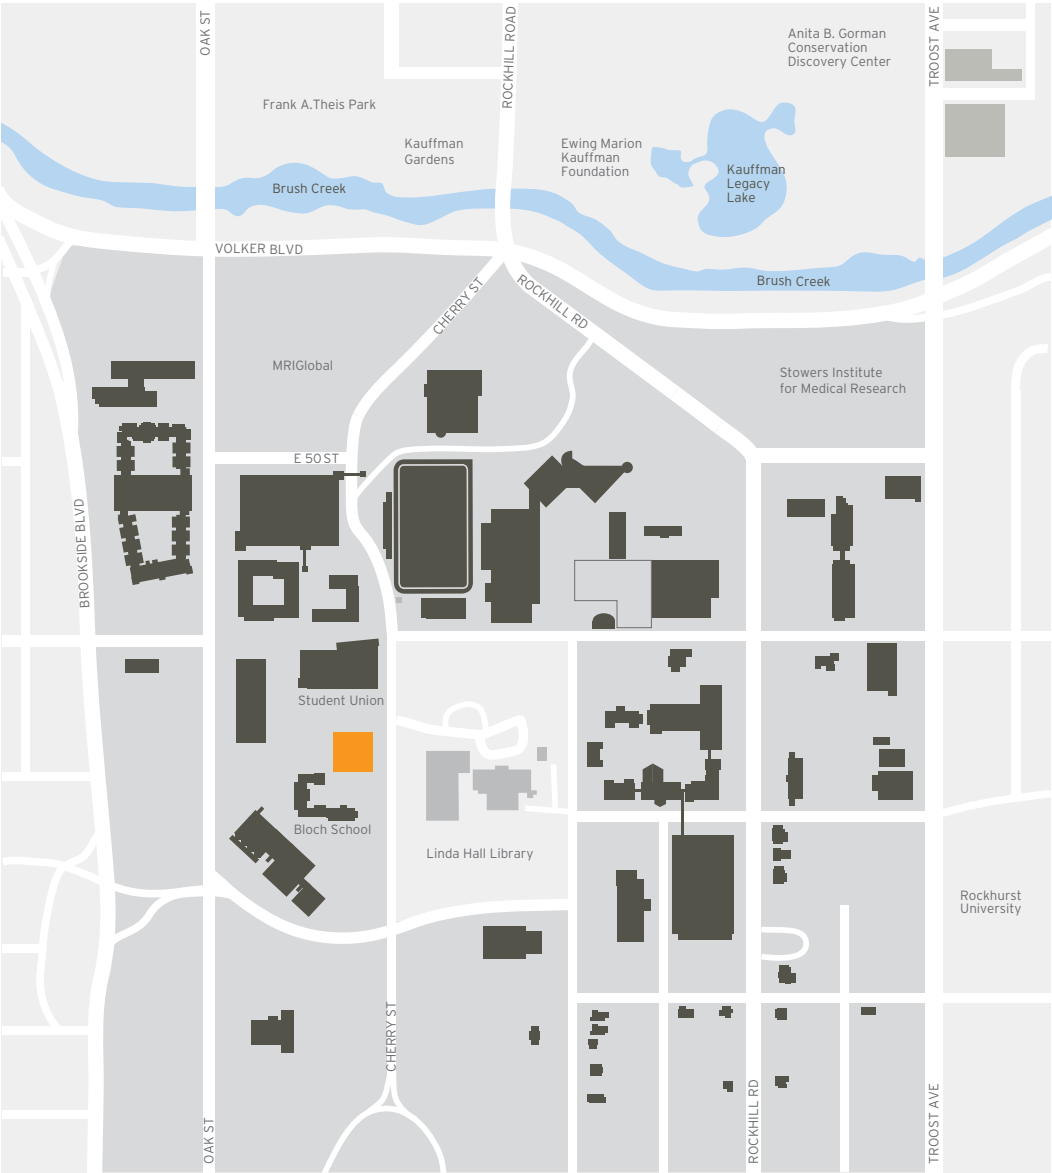 OAK ST
ROCKHILL ROAD
TROOST AVE
Anita B. Gorman
Conservation
Discovery Center
Frank A.Theis Park
Kauffman
Gardens
Ewing Marion
Kauffman
Foundation
Kauffman
Legacy
Lake
Brush Creek
VOLKER BLVD
Brush Creek
CHERRY ST
ROCKHILL RD
MRIGlobal
Stowers Institute
for Medical Research
E 50 ST
BROOKSIDE BLVD
Student Union
Bloch School
Linda Hall Library
Rockhurst
University
CHERRY ST
OAK ST
ROCKHILL RD
TROOST AVE